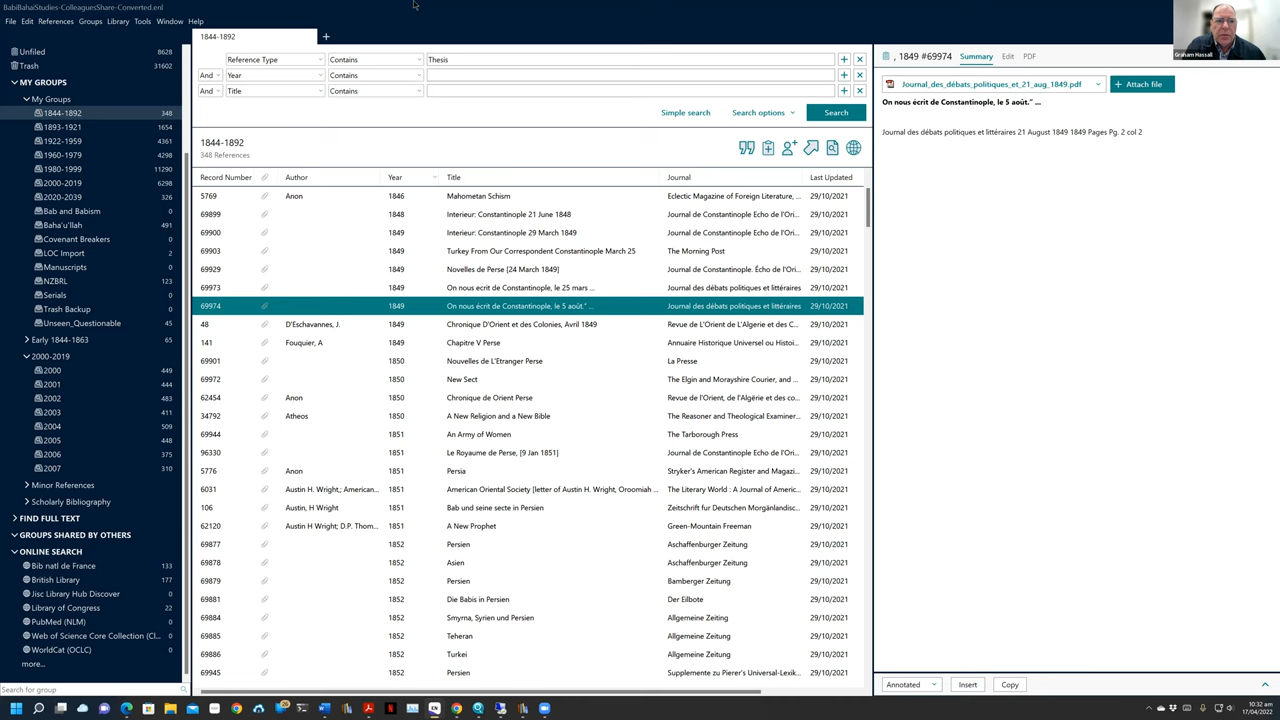 BabiBahaiStudies-ColleaguesShare-Converted.enl
File Edit References Groups Library Tools Window Help
Unfiled 8628
Trash 31602
MY GROUPS
My Groups
1844-1892 348
1893-1921 1654
1922-1959 4361
1960-1979 4298
1980-1999 11290
2000-2019 6298
2020-2039 326
Bab and Babism 0
Baha'u'llah 491
Covenant Breakers 0
LOC Import 2
Manuscripts 0
NZBRL 123
Serials 0
Trash Backup 0
Unseen_Questionable 45
Early 1844-1863 65
2000-2019
2000 449
2001 444
2002 483
2003 411
2004 509
2005 448
2006 375
2007 310
Minor References
Scholarly Bibliography
FIND FULL TEXT
GROUPS SHARED BY OTHERS
ONLINE SEARCH
Bib natl de France 133
British Library 177
Jisc Library Hub Discover 0
Library of Congress 22
PubMed (NLM) 0
Web of Science Core Collection (Cl... 0
WorldCat (OCLC) 0
more...
Search for group
1844-1892 +
Reference Type Contains Thesis
And Year Contains
And Title Contains
Simple search Search options Search
1844-1892
348 References
Record Number Author Year Title Journal Last Updated
5769 Anon 1846 Mahometan Schism Eclectic Magazine of Foreign Literature, ... 29/10/2021
69899 1848 Interieur: Constantinople 21 June 1848 Journal de Constantinople Echo de l'Ori... 29/10/2021
69900 1849 Interieur: Constantinople 29 March 1849 Journal de Constantinople Echo de l'Ori... 29/10/2021
69903 1849 Turkey From Our Correspondent Constantinople March 25 The Morning Post 29/10/2021
69929 1849 Novelles de Perse [24 March 1849] Journal de Constantinople. Écho de l'Ori... 29/10/2021
69973 1849 On nous écrit de Constantinople, le 25 mars ... Journal des débats politiques et littéraires 29/10/2021
69974 1849 On nous écrit de Constantinople, le 5 août." ... Journal des débats politiques et littéraires 29/10/2021
48 D'Eschavannes, J. 1849 Chronique D'Orient et des Colonies, Avril 1849 Revue de L'Orient de L'Algerie et des C... 29/10/2021
141 Fouquier, A 1849 Chapitre V Perse Annuaire Historique Universel ou Histoi... 29/10/2021
69901 1850 Nouvelles de L'Etranger Perse La Presse 29/10/2021
69972 1850 New Sect The Elgin and Morayshire Courier, and ... 29/10/2021
62454 Anon 1850 Chronique de Orient Perse Revue de l'Orient, de l'Algérie et des co... 29/10/2021
34792 Atheos 1850 A New Religion and a New Bible The Reasoner and Theological Examiner... 29/10/2021
69944 1851 An Army of Women The Tarborough Press 29/10/2021
96330 1851 Le Royaume de Perse, [9 Jan 1851] Journal de Constantinople Echo de l'Ori... 29/10/2021
5776 Anon 1851 Persia Stryker's American Register and Magazi... 29/10/2021
6031 Austin H. Wright,; American... 1851 American Oriental Society [letter of Austin H. Wright, Oroomiah ... The Literary World : A Journal of Americ... 29/10/2021
106 Austin, H Wright 1851 Bab und seine secte in Persien Zeitschrift fur Deutschen Morgänlandisc... 29/10/2021
62120 Austin H Wright; D.P. Thom... 1851 A New Prophet Green-Mountain Freeman 29/10/2021
69877 1852 Persien Aschaffenburger Zeitung 29/10/2021
69878 1852 Asien Aschaffenburger Zeitung 29/10/2021
69879 1852 Persien Bamberger Zeitung 29/10/2021
69881 1852 Die Babis in Persien Der Eilbote 29/10/2021
69884 1852 Smyrna, Syrien und Persien Allgemeine Zeiting 29/10/2021
69885 1852 Teheran Allgemeine Zeitung 29/10/2021
69886 1852 Turkei Allgemeine Zeitung 29/10/2021
69945 1852 Persien Supplemente zu Pierer's Universal-Lexik... 29/10/2021
, 1849 #69974 Summary Edit PDF
Journal_des_débats_politiques_et_21_aug_1849.pdf + Attach file
On nous écrit de Constantinople, le 5 août." ...
Journal des débats politiques et littéraires 21 August 1849 1849 Pages Pg. 2 col 2
Graham Hassall
Annotated Insert Copy
10:32 am
17/04/2022